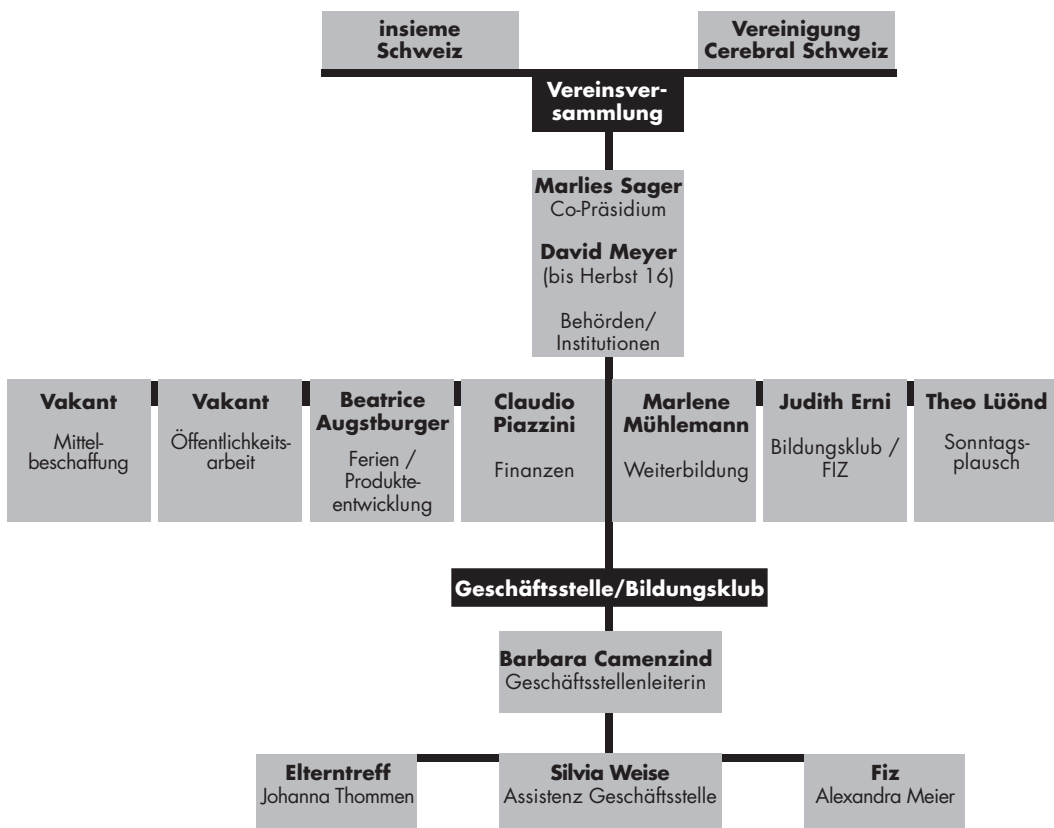 insieme
Schweiz
Vereinigung
Cerebral Schweiz
Vereinsver-
sammlung
Marlies Sager
Co-Präsidium
David Meyer
(bis Herbst 16)
Behörden/
Institutionen
Vakant
Mittel-
beschaffung
Vakant
Öffentlichkeits-
arbeit
Beatrice
Augstburger
Ferien /
Produkte-
entwicklung
Claudio
Piazzini
Finanzen
Marlene
Mühlemann
Weiterbildung
Judith Erni
Bildungsklub /
FIZ
Theo Lüönd
Sonntags-
plausch
Geschäftsstelle/Bildungsklub
Barbara Camenzind
Geschäftsstellenleiterin
Elterntreff
Johanna Thommen
Silvia Weise
Assistenz Geschäftsstelle
Fiz
Alexandra Meier